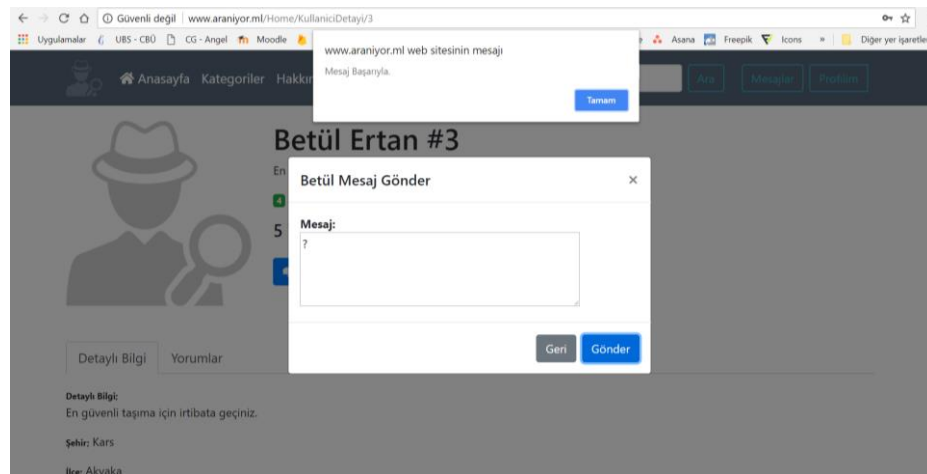 Güvenli değil | www.araniyor.ml/Home/KullaniciDetayi/3
Uygulamalar UBS - CBÜ CG - Angel Moodle Asana Freepik Icons » Diğer yer işaretle
www.araniyor.ml web sitesinin mesajı
Mesaj Başarıyla.
Tamam
Anasayfa Kategoriler Hakkı Ara Mesajlar Profilim
Betül Ertan #3
En
4
5
Betül Mesaj Gönder ×
Mesaj:
?
Geri Gönder
Detaylı Bilgi Yorumlar
Detaylı Bilgi:
En güvenli taşıma için irtibata geçiniz.
Şehir: Kars
İlçe: Akyaka